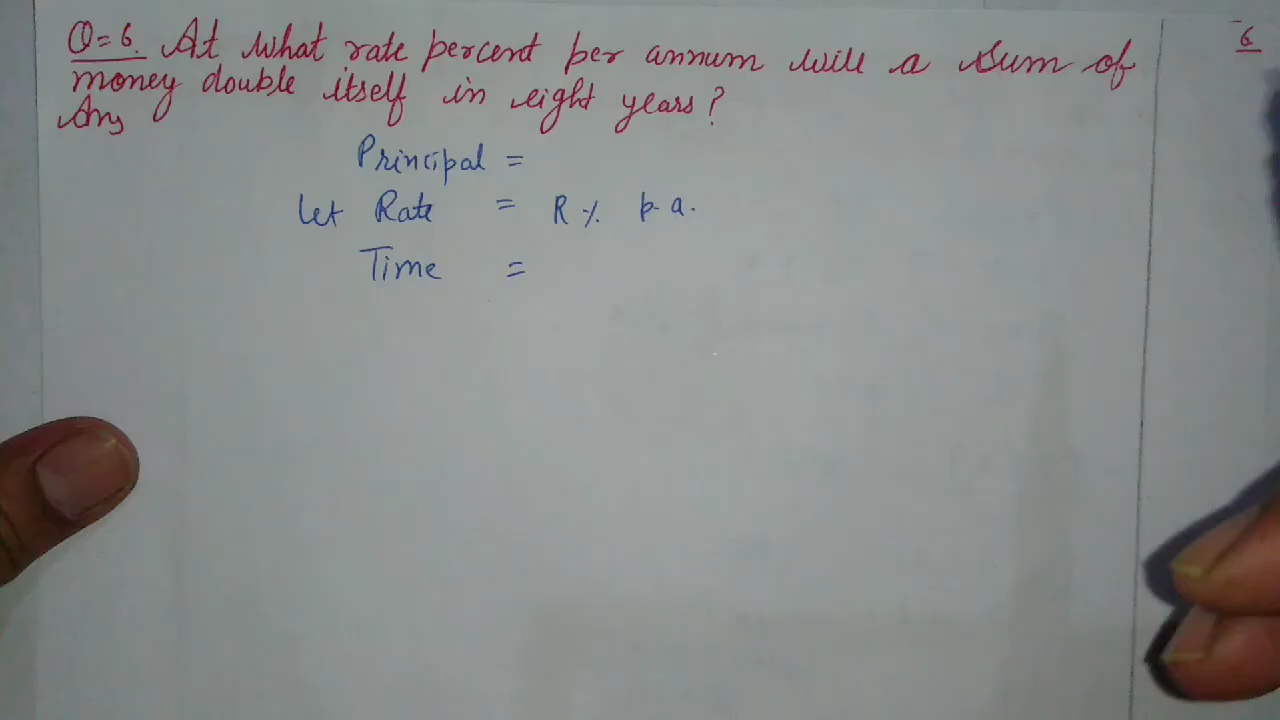 Q=6. At what rate percent per annum will a sum of
6
money double itself in eight years?
Ans
Principal =
let Rate = R % p.a.
Time =